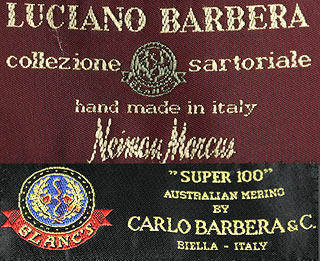 LUCIANO BARBERA
collezione sartoriale
hand made in italy
Neiman Marcus
"SUPER 100"
AUSTRALIAN MERINO
BY
CARLO BARBERA & C.
BIELLA - ITALY
BLANC'S